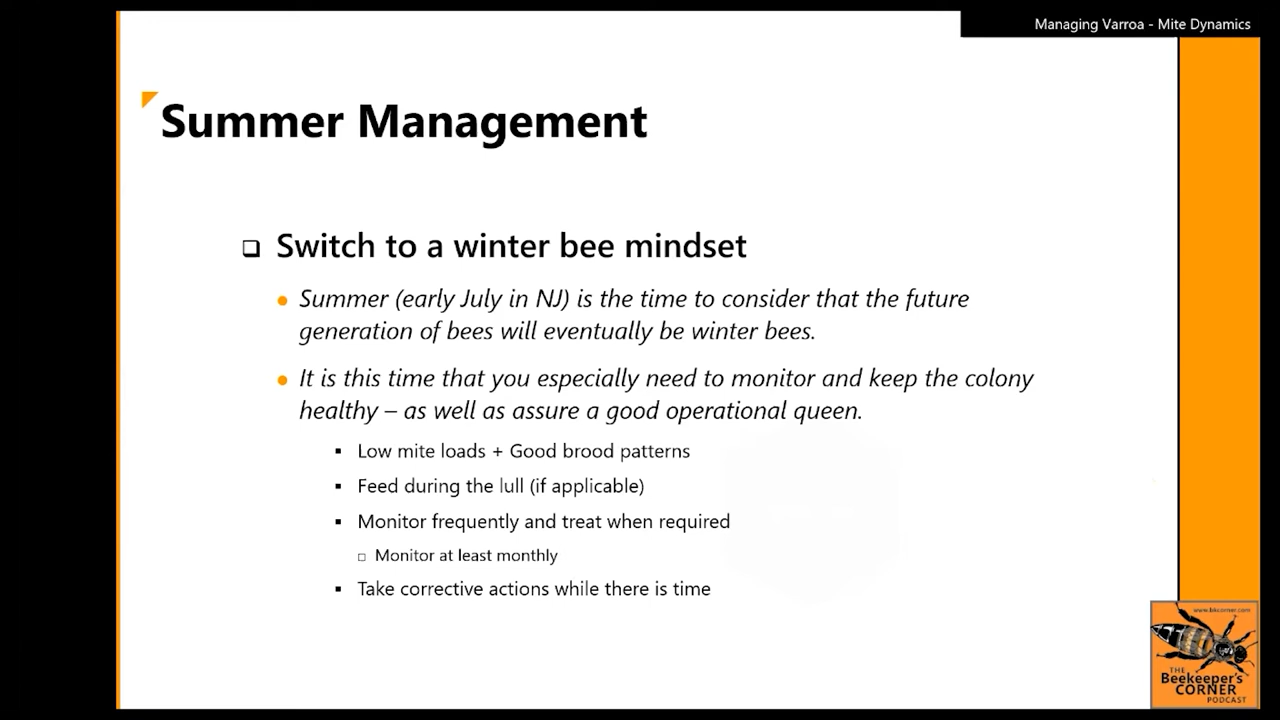 Managing Varroa - Mite Dynamics
Summer Management
Switch to a winter bee mindset
Summer (early July in NJ) is the time to consider that the future
generation of bees will eventually be winter bees.
It is this time that you especially need to monitor and keep the colony
healthy – as well as assure a good operational queen.
Low mite loads + Good brood patterns
Feed during the lull (if applicable)
Monitor frequently and treat when required
Monitor at least monthly
Take corrective actions while there is time
www.bkcorner.com
THE
Beekeeper's
CORNER
PODCAST